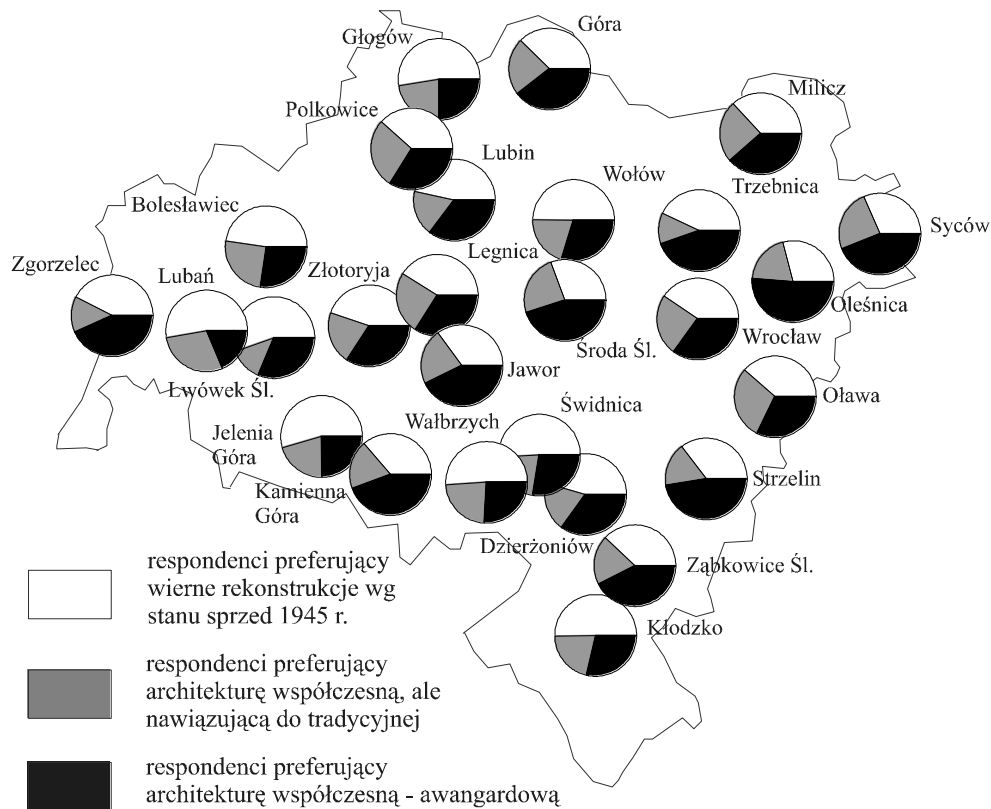 Góra
Głogów
Milicz
Polkowice
Lubin
Wołów
Trzebnica
Bolesławiec
Syców
Legnica
Zgorzelec
Lubań
Złotoryja
Oleśnica
Wrocław
Środa Śl.
Jawor
Lwówek Śl.
Oława
Świdnica
Wałbrzych
Jelenia
Góra
Strzelin
Kamienna
Góra
Dzierżoniów
Ząbkowice Śl.
Kłodzko
respondenci preferujący
wierne rekonstrukcje wg
stanu sprzed 1945 r.
respondenci preferujący
architekturę współczesną, ale
nawiązującą do tradycyjnej
respondenci preferujący
architekturę współczesną - awangardową